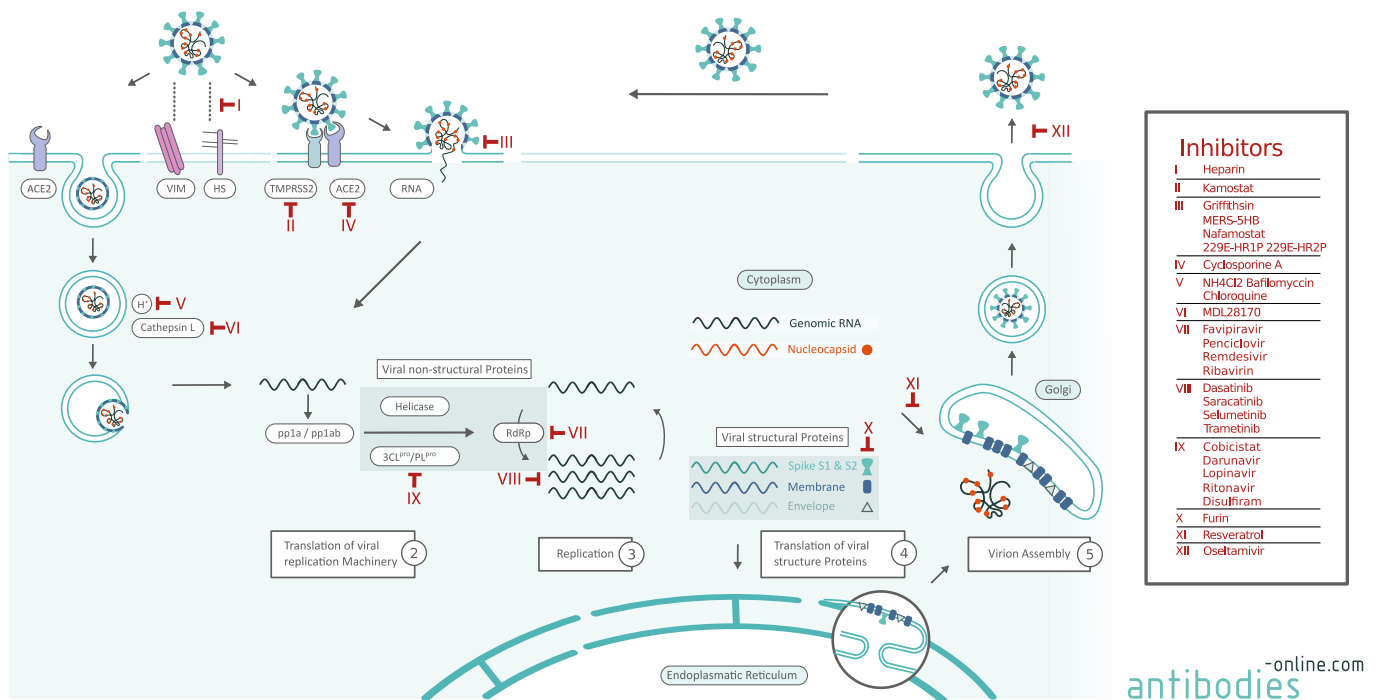 I
III
XII
ACE2
VIM
HS
TMPRSS2
ACE2
RNA
II
IV
Cytoplasm
H+
V
Cathepsin L
VI
Genomic RNA
Nucleocapsid
Viral non-structural Proteins
Helicase
pp1a / pp1ab
RdRp
VII
3CLpro/PLpro
VIII
IX
XI
Golgi
X
Viral structural Proteins
Spike S1 & S2
Membrane
Envelope
Translation of viral
replication Machinery
2
Replication
3
Translation of viral
structure Proteins
4
Virion Assembly
5
Endoplasmatic Reticulum
Inhibitors
I Heparin
II Kamostat
III Griffithsin
MERS-5HB
Nafamostat
229E-HR1P 229E-HR2P
IV Cyclosporine A
V NH4Cl2 Bafilomyccin
Chloroquine
VI MDL28170
VII Favipiravir
Penciclovir
Remdesivir
Ribavirin
VIII Dasatinib
Saracatinib
Selumetinib
Trametinib
IX Cobicistat
Darunavir
Lopinavir
Ritonavir
Disulfiram
X Furin
XI Resveratrol
XII Oseltamivir
antibodies-online.com